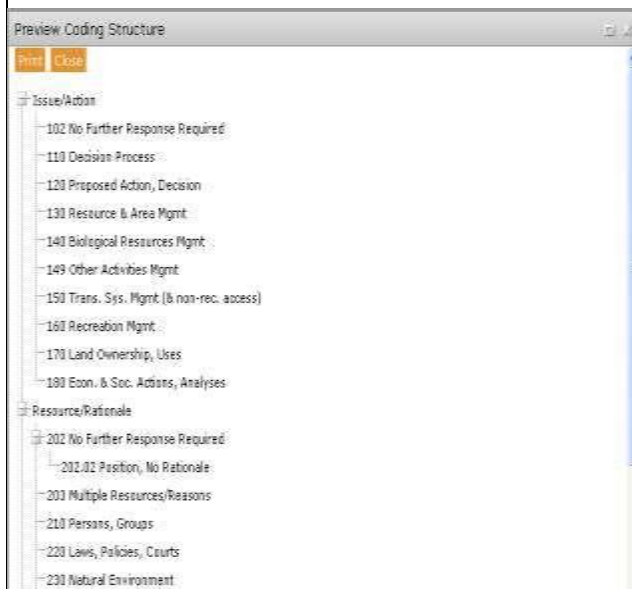 Preview Coding Structure
Print Close
Issue/Action
102 No Further Response Required
110 Decision Process
120 Proposed Action, Decision
130 Resource & Area Mgmt
140 Biological Resources Mgmt
149 Other Activities Mgmt
150 Trans. Sys. Mgmt (& non-rec. access)
160 Recreation Mgmt
170 Land Ownership, Uses
180 Econ. & Soc. Actions, Analyses
Resource/Rationale
202 No Further Response Required
202.02 Position, No Rationale
203 Multiple Resources/Reasons
210 Persons, Groups
220 Laws, Policies, Courts
230 Natural Environment